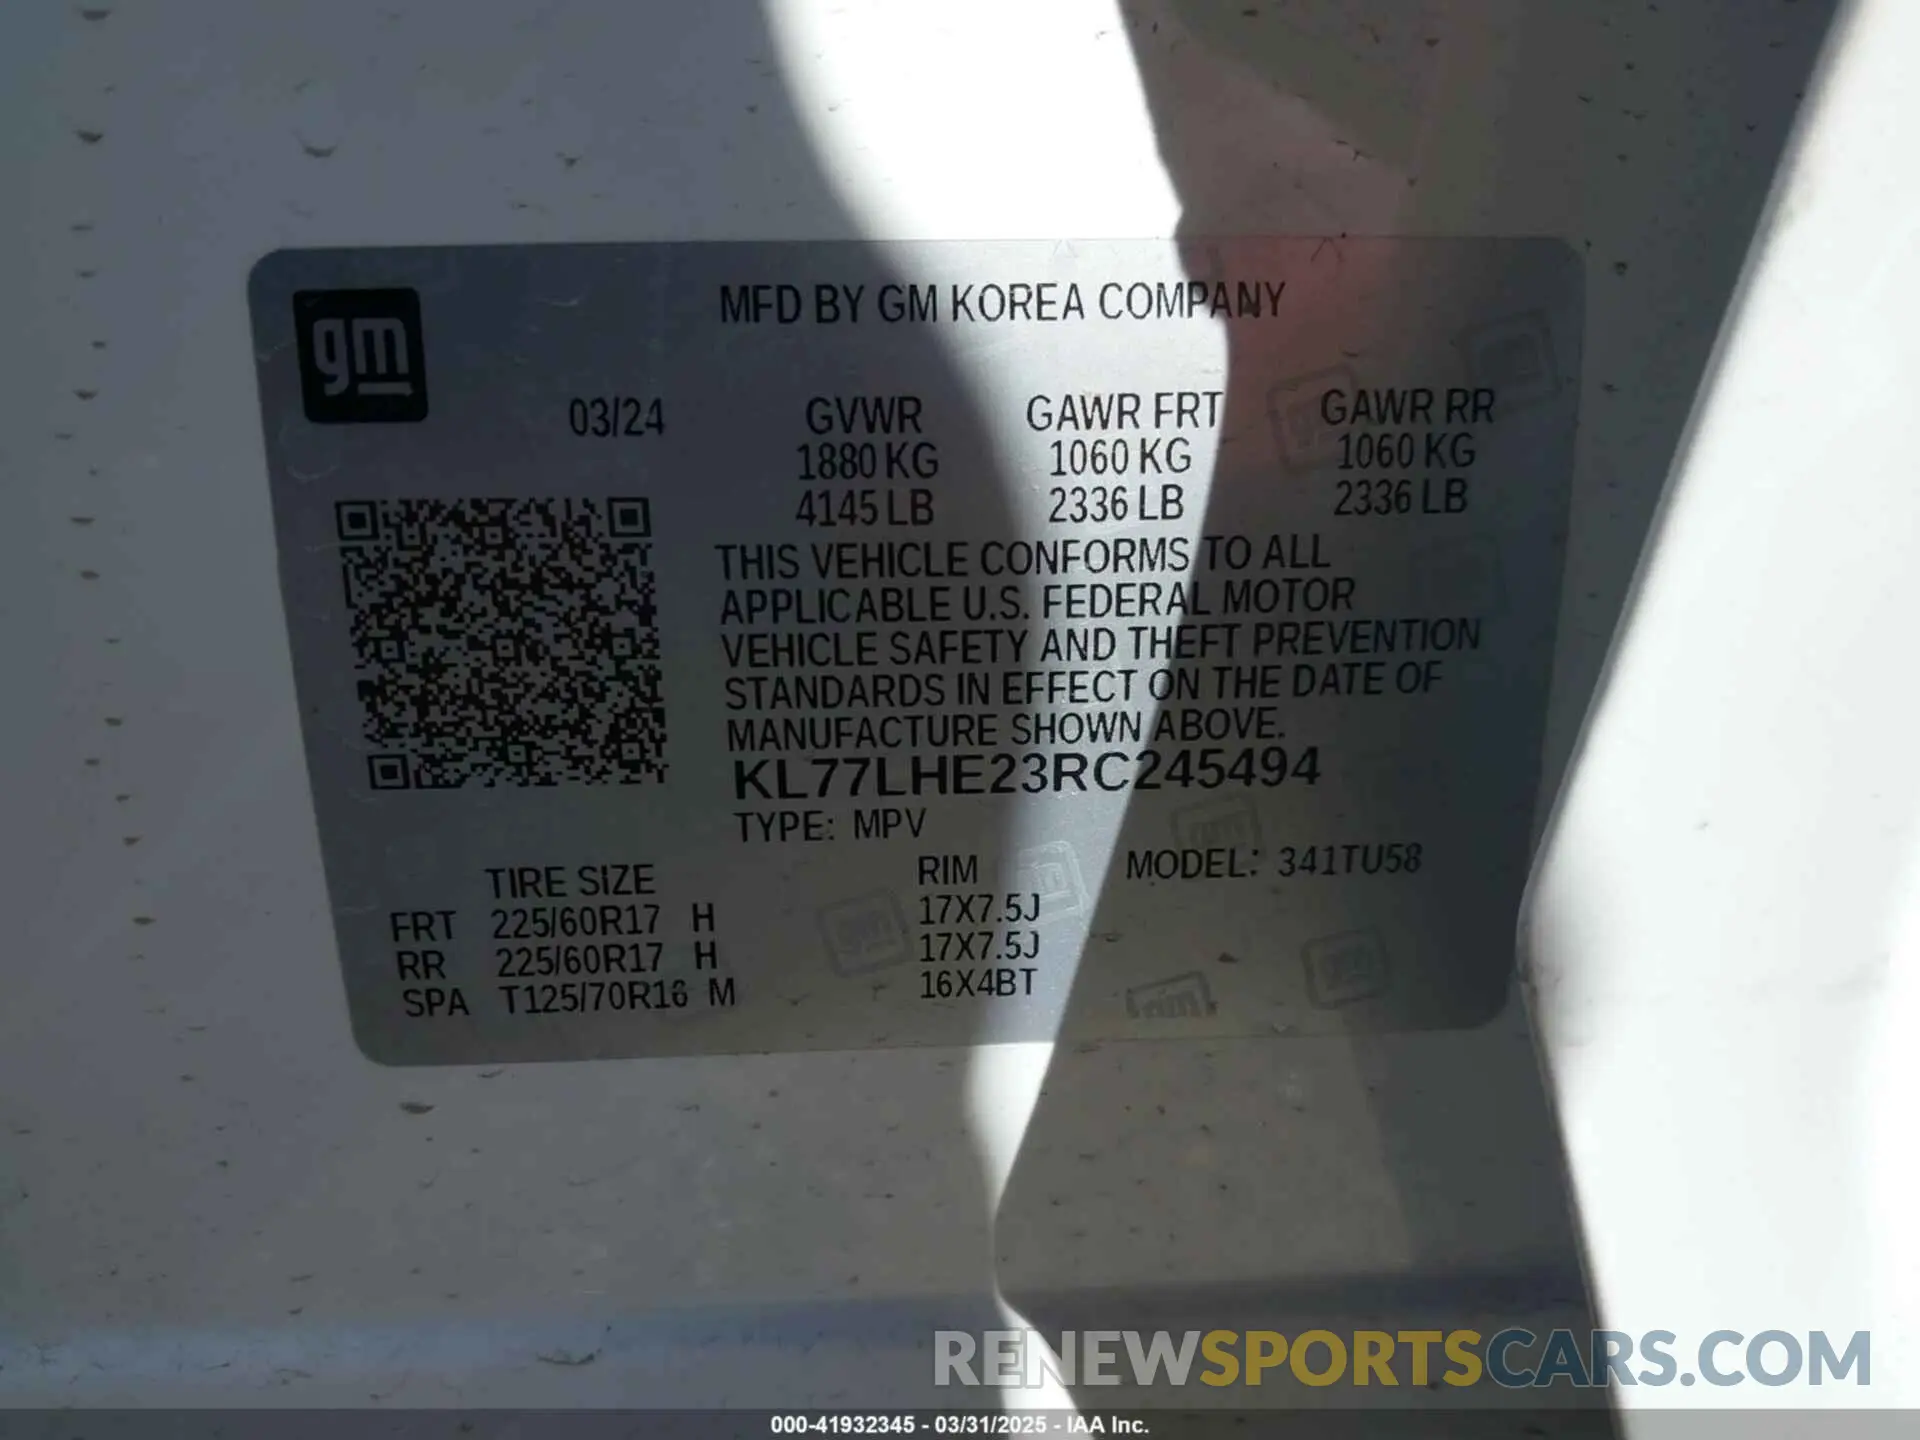 gm
MFD BY GM KOREA COMPANY
03/24 GVWR GAWR FRT GAWR RR
1880 KG 1060 KG 1060 KG
4145 LB 2336 LB 2336 LB
THIS VEHICLE CONFORMS TO ALL
APPLICABLE U.S. FEDERAL MOTOR
VEHICLE SAFETY AND THEFT PREVENTION
STANDARDS IN EFFECT ON THE DATE OF
MANUFACTURE SHOWN ABOVE.
KL77LHE23RC245494
TYPE: MPV
TIRE SIZE RIM MODEL: 341TU58
FRT 225/60R17 H 17X7.5J
RR 225/60R17 H 17X7.5J
SPA T125/70R16 M 16X4BT
RENEWSPORTSCARS.COM
000-41932345 - 03/31/2025 - IAA Inc.